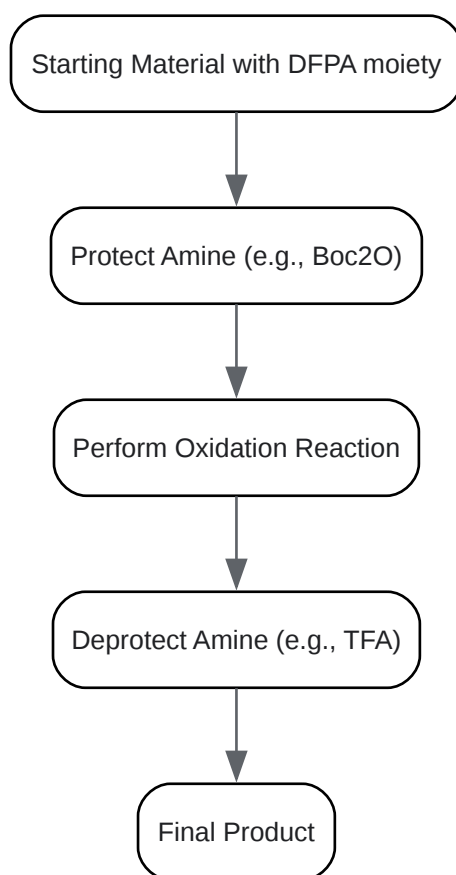 Starting Material with DFPA moiety
Protect Amine (e.g., Boc2O)
Perform Oxidation Reaction
Deprotect Amine (e.g., TFA)
Final Product